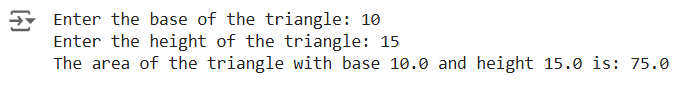 Enter the base of the triangle: 10
Enter the height of the triangle: 15
The area of the triangle with base 10.0 and height 15.0 is: 75.0